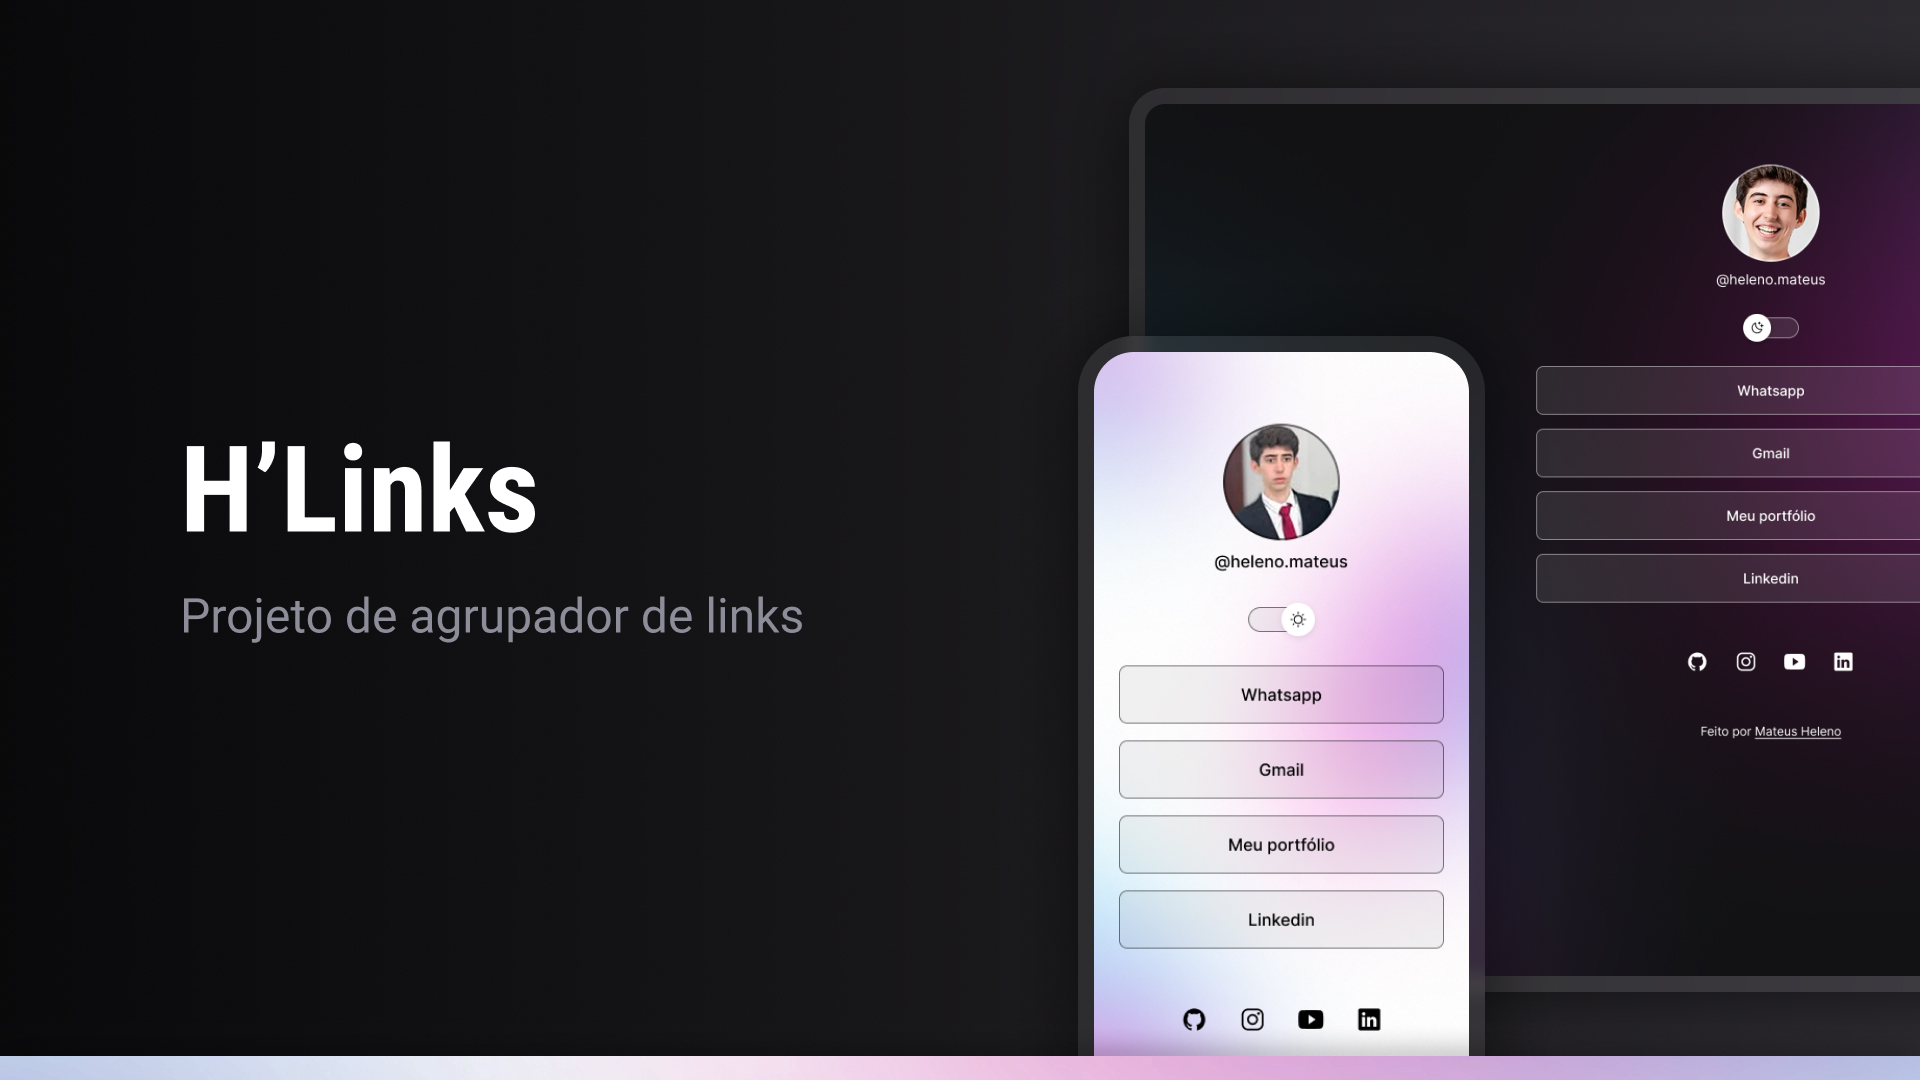 H’Links
Projeto de agrupador de links
@heleno.mateus
Whatsapp
Gmail
Meu portfólio
Linkedin
@heleno.mateus
Whatsapp
Gmail
Meu portfólio
Linkedin
Feito por Mateus Heleno